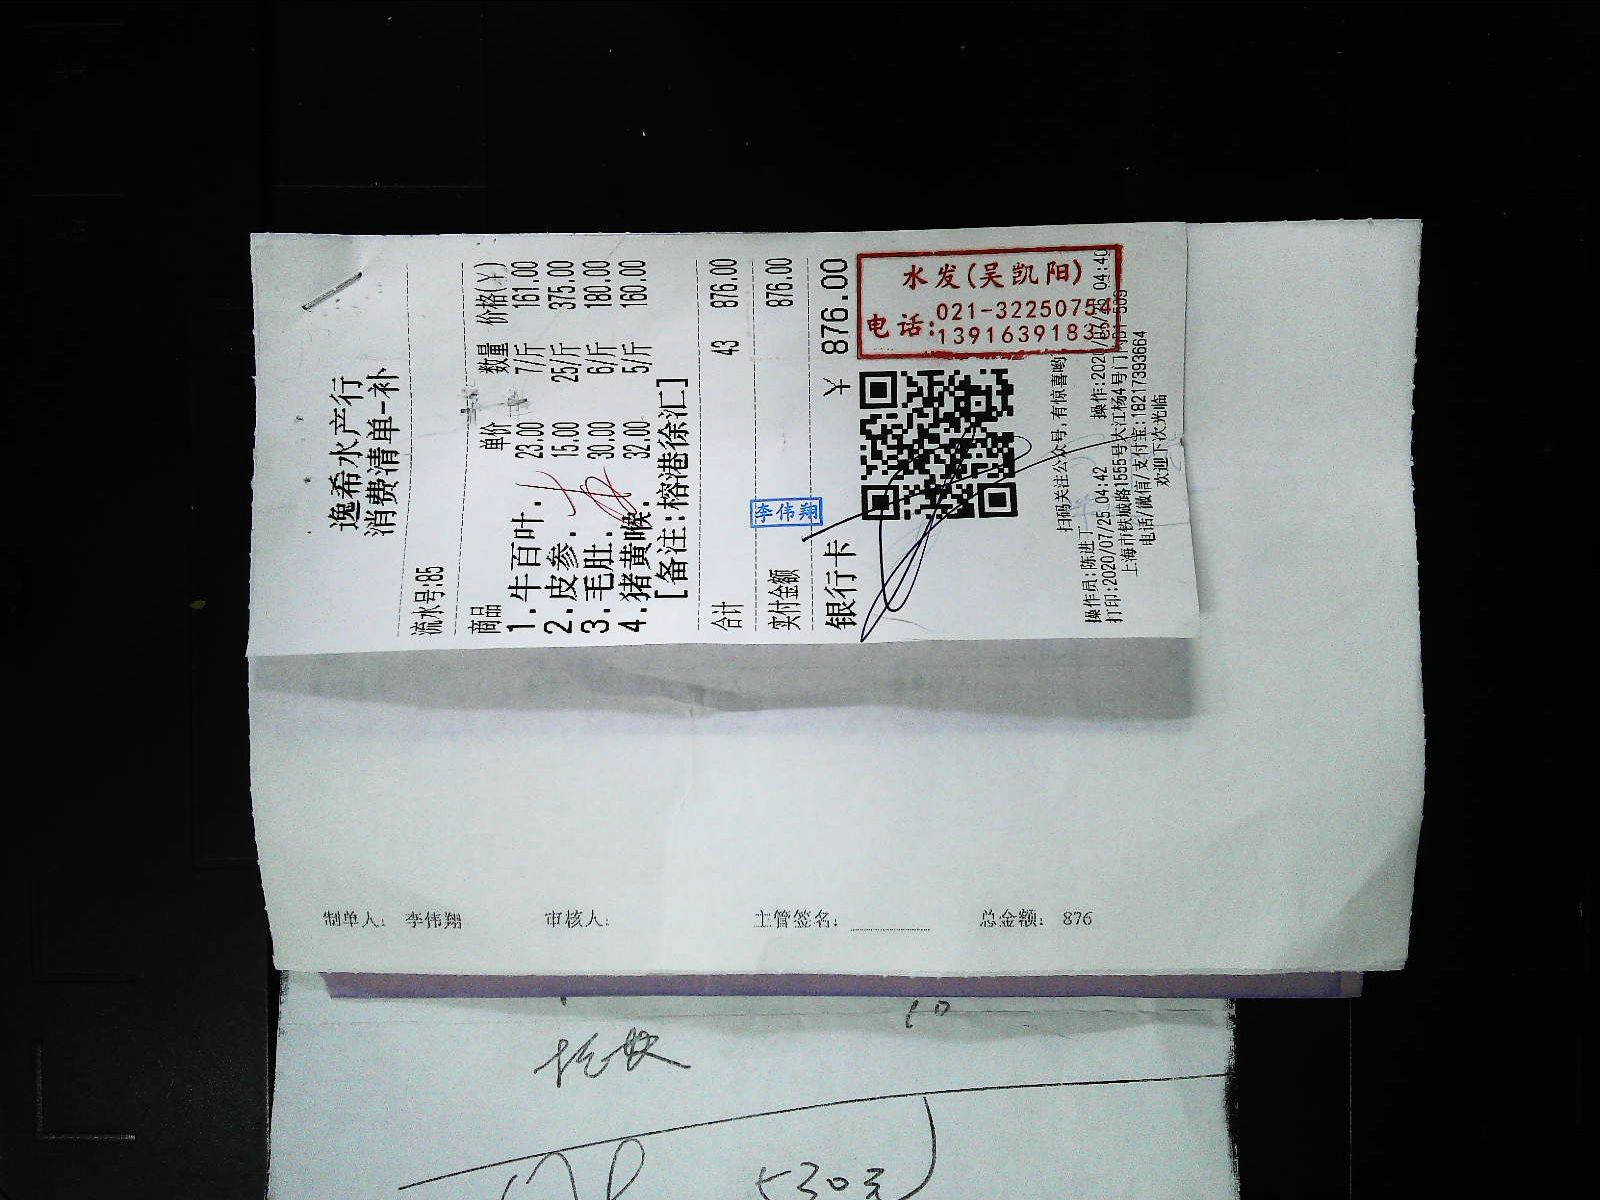 逸希水产行
消费清单-补
流水号:85
商品 单价 数量 价格(￥)
1.牛百叶. 23.00 7/斤 161.00
2.皮参. 15.00 25/斤 375.00
3.毛肚. 30.00 6/斤 180.00
4.猪黄喉. 32.00 5/斤 160.00
[备注:榕港徐汇]
合计 43 876.00
实付金额 876.00
李伟翔
银行卡 876.00
水发(吴凯阳)
电话:021-32250754
扫码关注公众号,有惊喜哟
操作员:陈进丁
打印:2020/07/25 04:42
上海市铁城路1555号大江杨4号门
电话/微信/支付宝:18217393664
欢迎下次光临
制单人: 李伟翔 审核人: 主管签名: 总金额: 876
10
530元